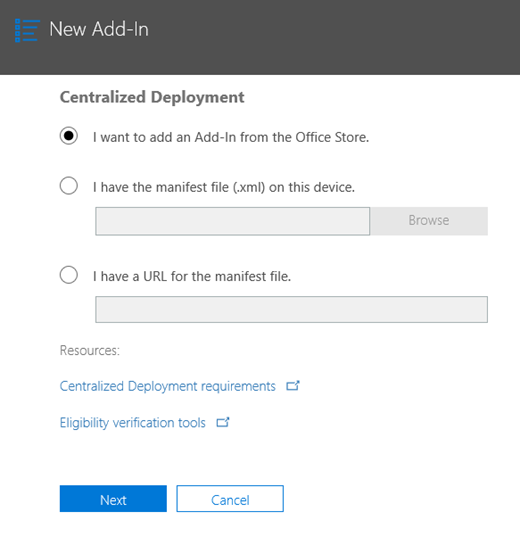 New Add-In
Centralized Deployment
I want to add an Add-In from the Office Store.
I have the manifest file (.xml) on this device.
Browse
I have a URL for the manifest file.
Resources:
Centralized Deployment requirements
Eligibility verification tools
Next
Cancel